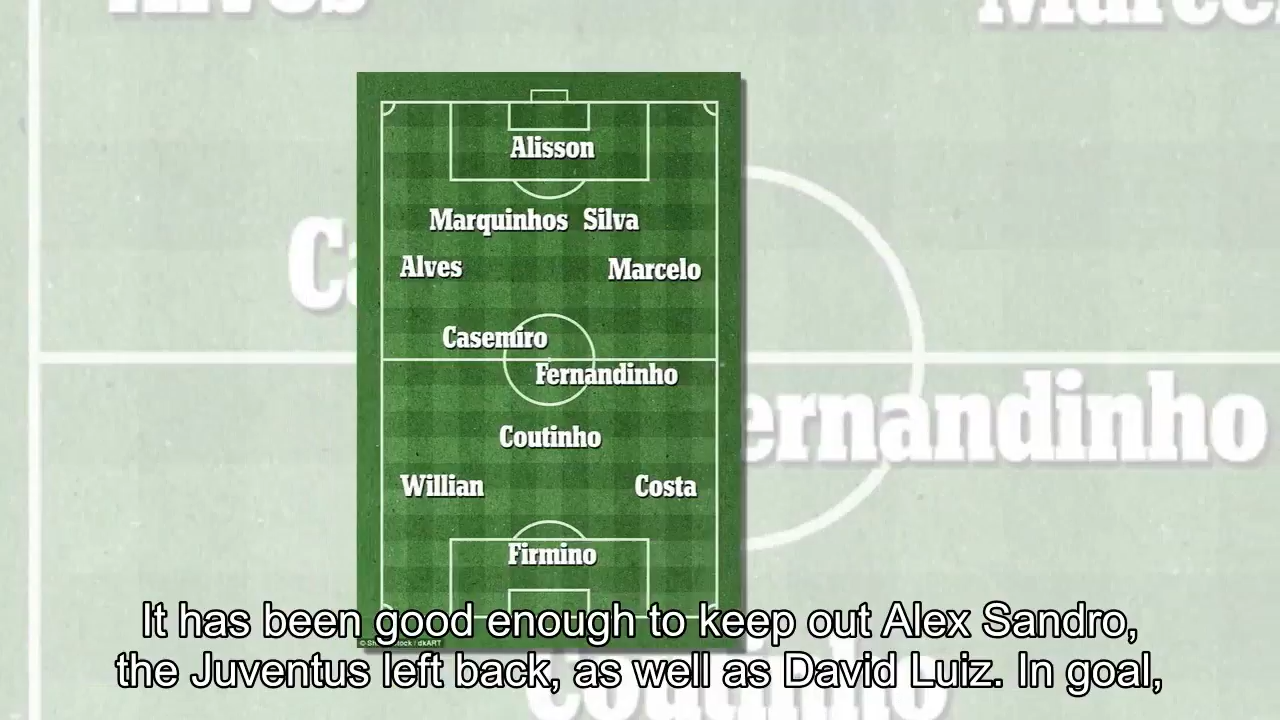 Alisson
Marquinhos Silva
Alves Marcelo
Casemiro
Fernandinho
Coutinho
Willian Costa
Firmino
It has been good enough to keep out Alex Sandro,
the Juventus left back, as well as David Luiz. In goal,
ernandinho